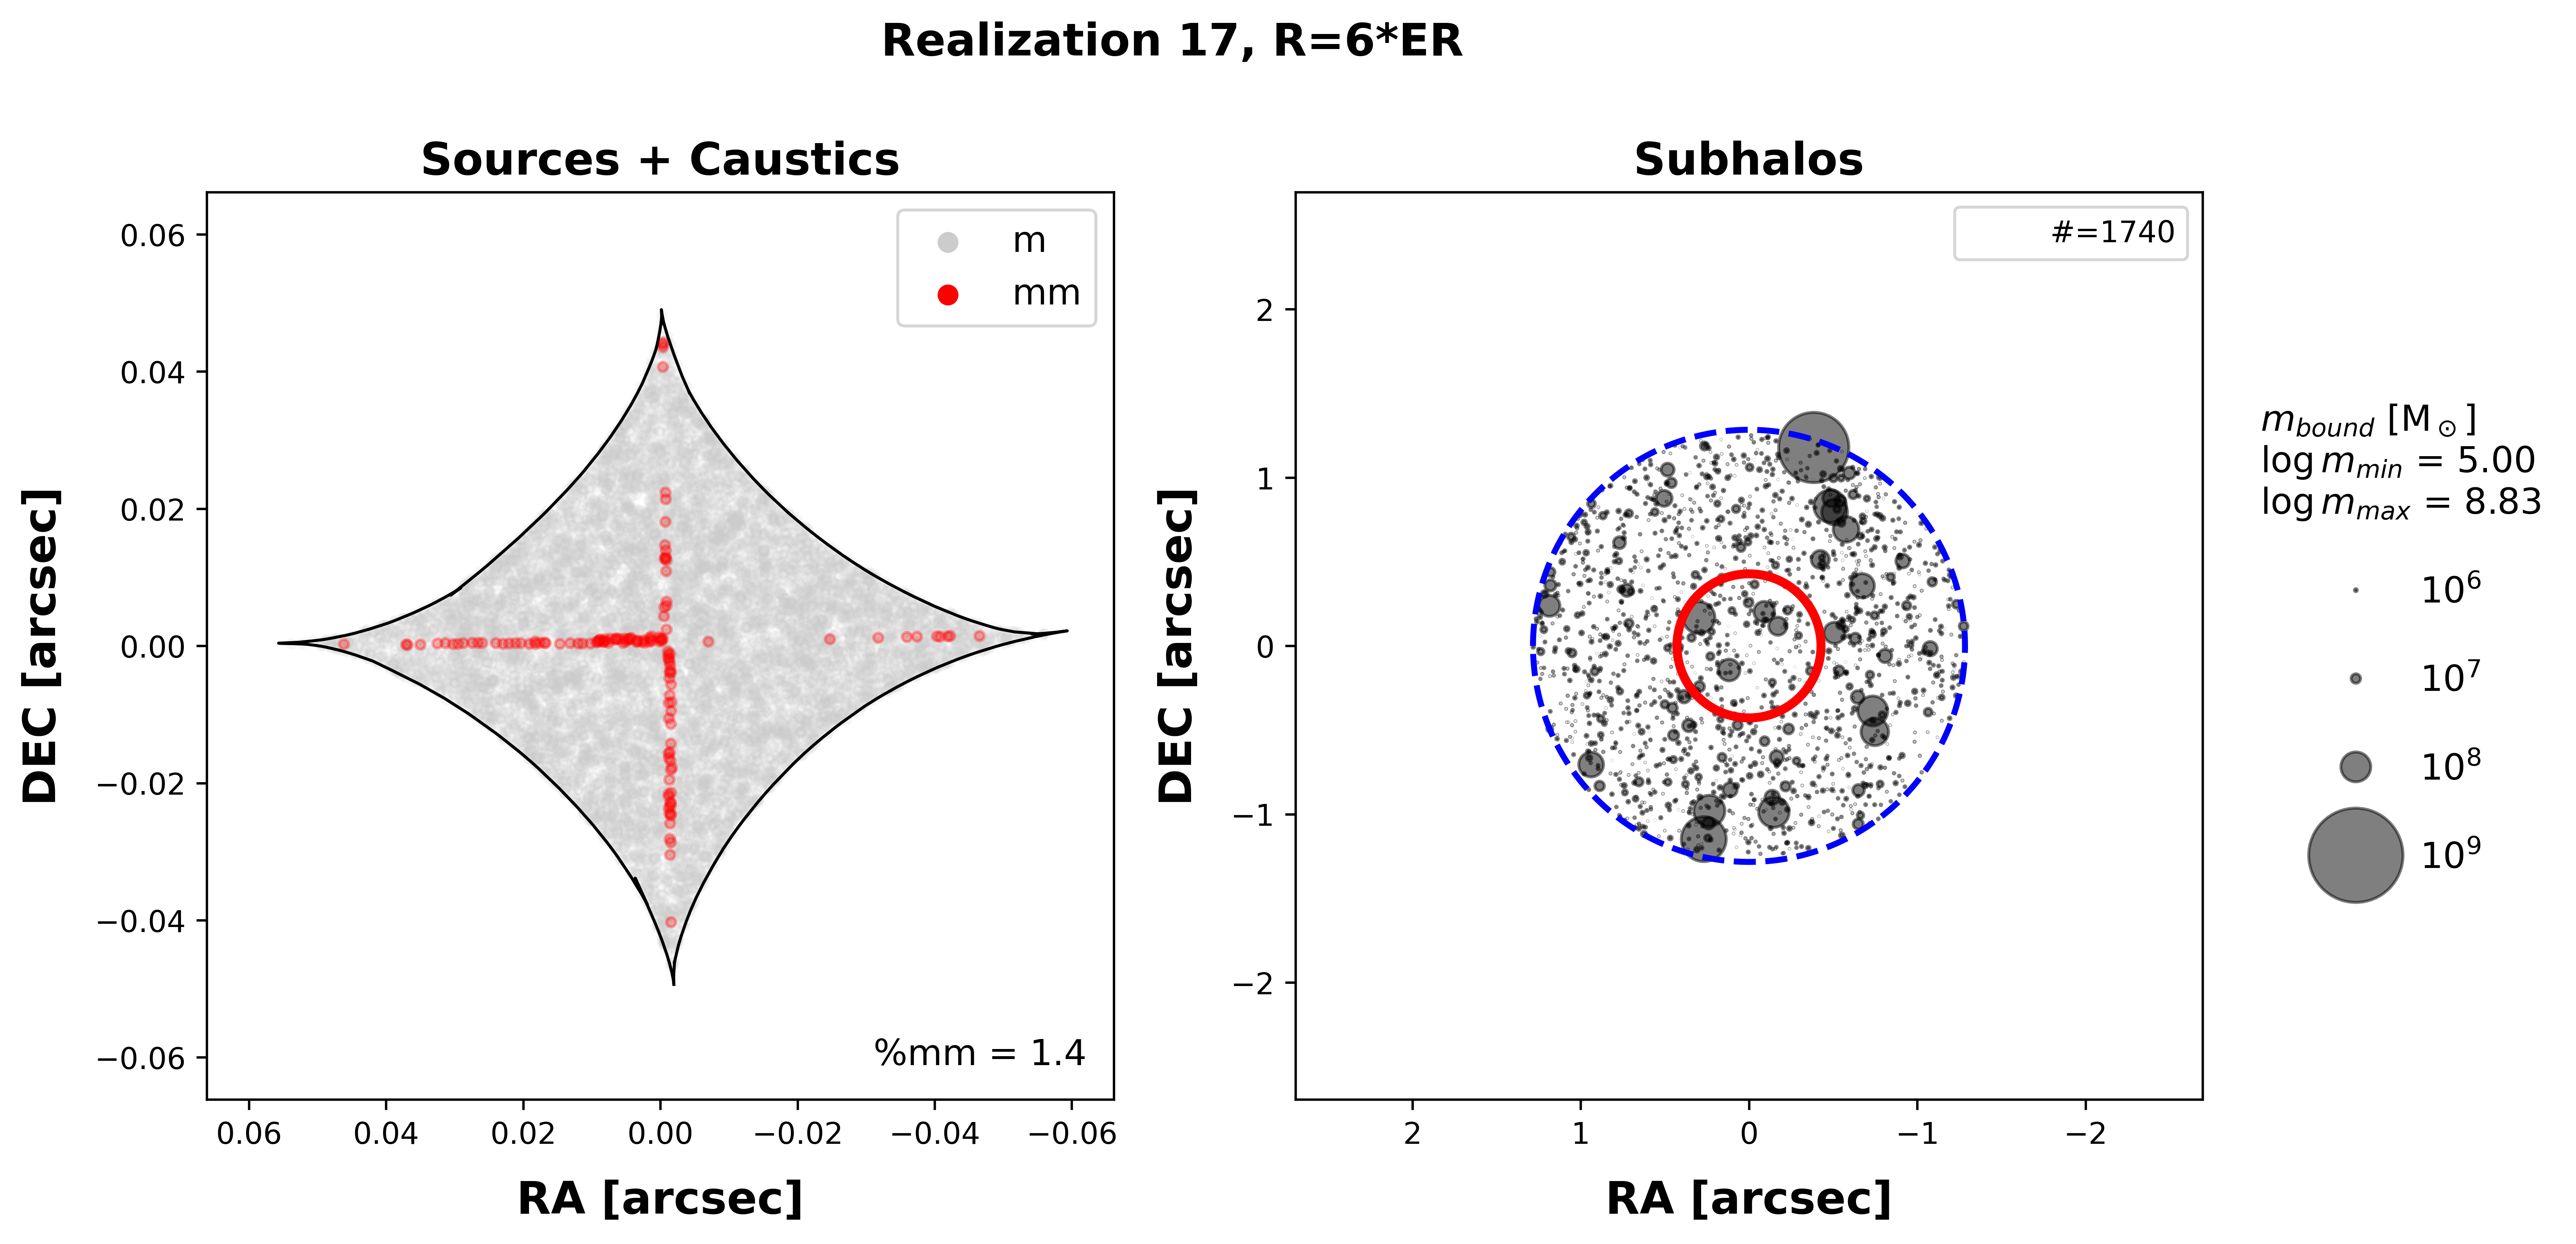 Realization 17, R=6*ER
Sources + Caustics
m
mm
%mm = 1.4
0.06
0.04
0.02
0.00
−0.02
−0.04
−0.06
DEC [arcsec]
0.06 0.04 0.02 0.00 −0.02 −0.04 −0.06
RA [arcsec]
Subhalos
#=1740
2
1
0
−1
−2
DEC [arcsec]
2 1 0 −1 −2
RA [arcsec]
m_bound [M_⊙]
log m_min = 5.00
log m_max = 8.83
10^6
10^7
10^8
10^9